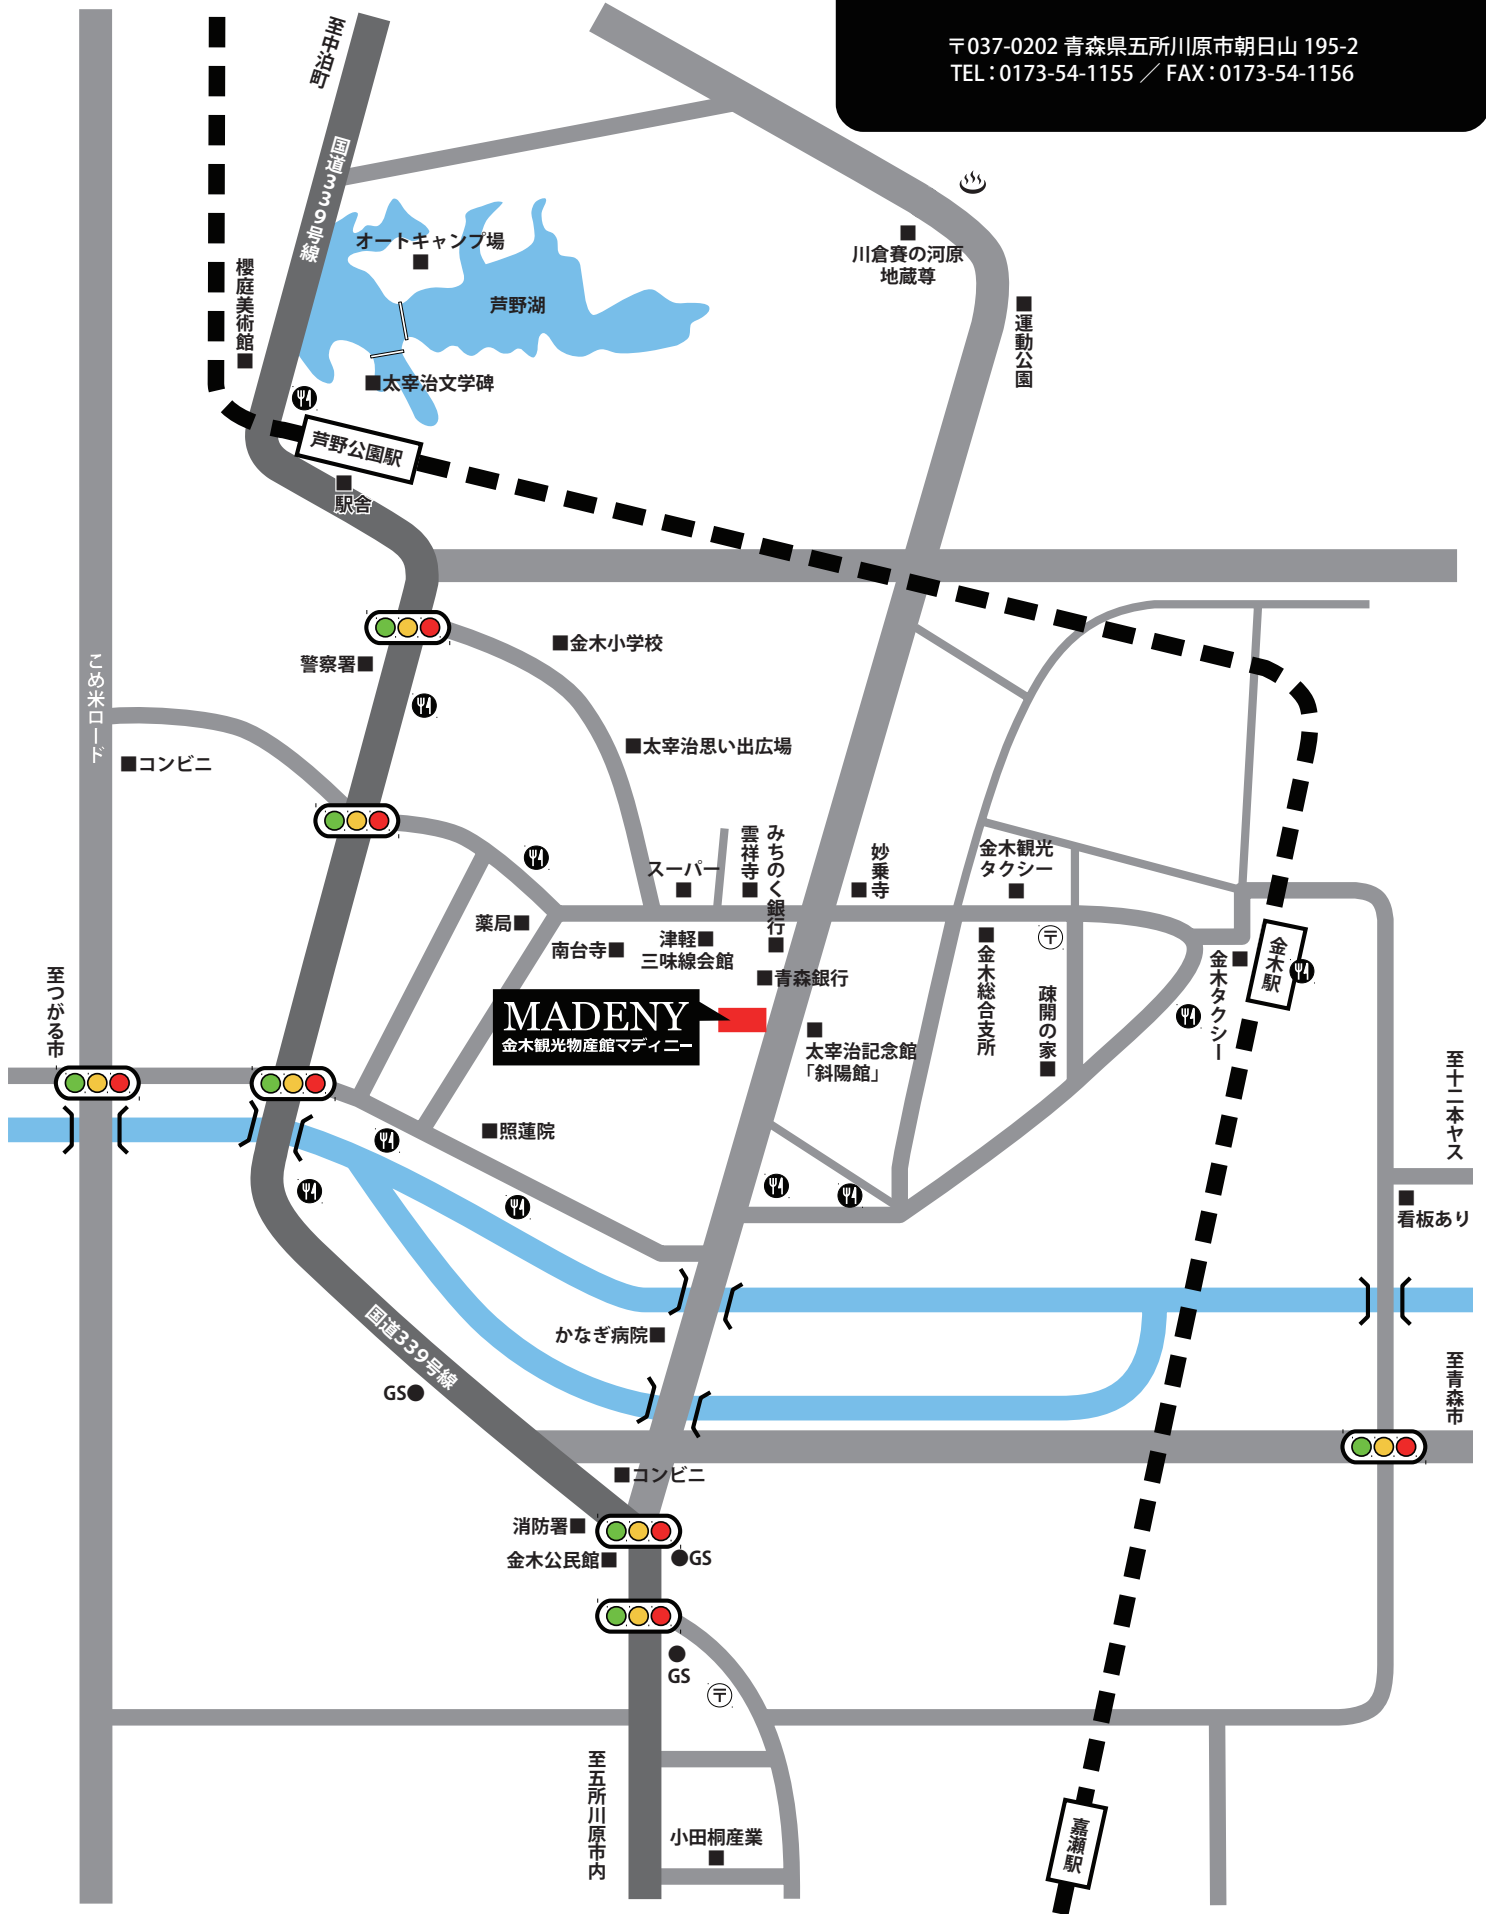 〒037-0202 青森県五所川原市朝日山 195-2
TEL：0173-54-1155 ／ FAX：0173-54-1156
至中泊町
国道339号線
オートキャンプ場
芦野湖
川倉賽の河原
地蔵尊
櫻庭美術館
運動公園
太宰治文学碑
芦野公園駅
駅舎
金木小学校
警察署
こめ米ロード
太宰治思い出広場
コンビニ
スーパー
雲祥寺
みちのく銀行
妙乗寺
金木観光
タクシー
薬局
南台寺
津軽
三味線会館
〒
金木総合支所
金木タクシー
金木駅
青森銀行
至つがる市
MADENY
金木観光物産館マディニー
疎開の家
太宰治記念館
「斜陽館」
至十二本ヤス
照蓮院
看板あり
かなぎ病院
国道339号線
GS
至青森市
コンビニ
消防署
金木公民館
GS
GS
〒
至五所川原市内
小田桐産業
嘉瀬駅